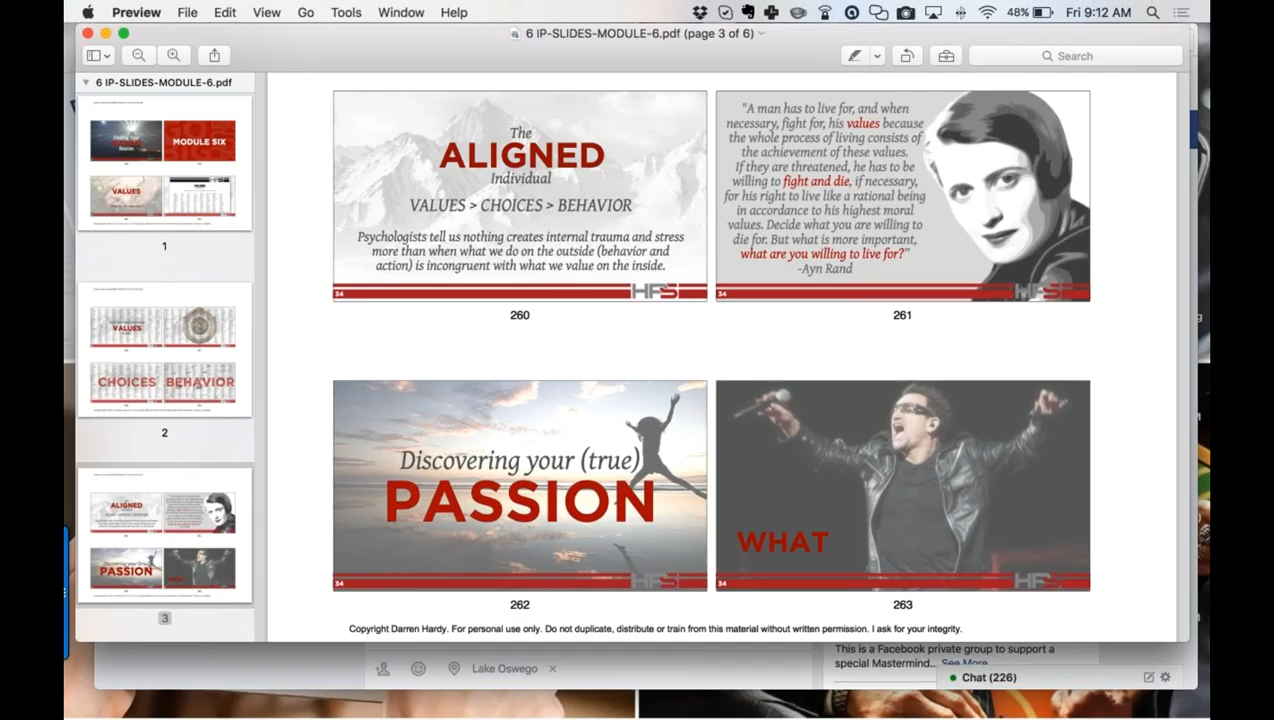 Preview File Edit View Go Tools Window Help 48% Fri 9:12 AM
6 IP-SLIDES-MODULE-6.pdf (page 3 of 6)
Search
6 IP-SLIDES-MODULE-6.pdf
MODULE SIX
VALUES
1
VALUES
CHOICES BEHAVIOR
2
ALIGNED
Discovering your (true)
PASSION
WHAT
3
The
ALIGNED
Individual
VALUES > CHOICES > BEHAVIOR
Psychologists tell us nothing creates internal trauma and stress
more than when what we do on the outside (behavior and
action) is incongruent with what we value on the inside.
34 HFS
260
"A man has to live for, and when
necessary, fight for, his values because
the whole process of living consists of
the achievement of these values.
If they are threatened, he has to be
willing to fight and die, if necessary,
for his right to live like a rational being
in accordance to his highest moral
values. Decide what you are willing to
die for. But what is more important,
what are you willing to live for?"
-Ayn Rand
34 HFS
261
Discovering your (true)
PASSION
34 HFS
262
WHAT
34 HFS
263
Copyright Darren Hardy. For personal use only. Do not duplicate, distribute or train from this material without written permission. I ask for your integrity.
Lake Oswego
This is a Facebook private group to support a
special Mastermind... See More
Chat (226)